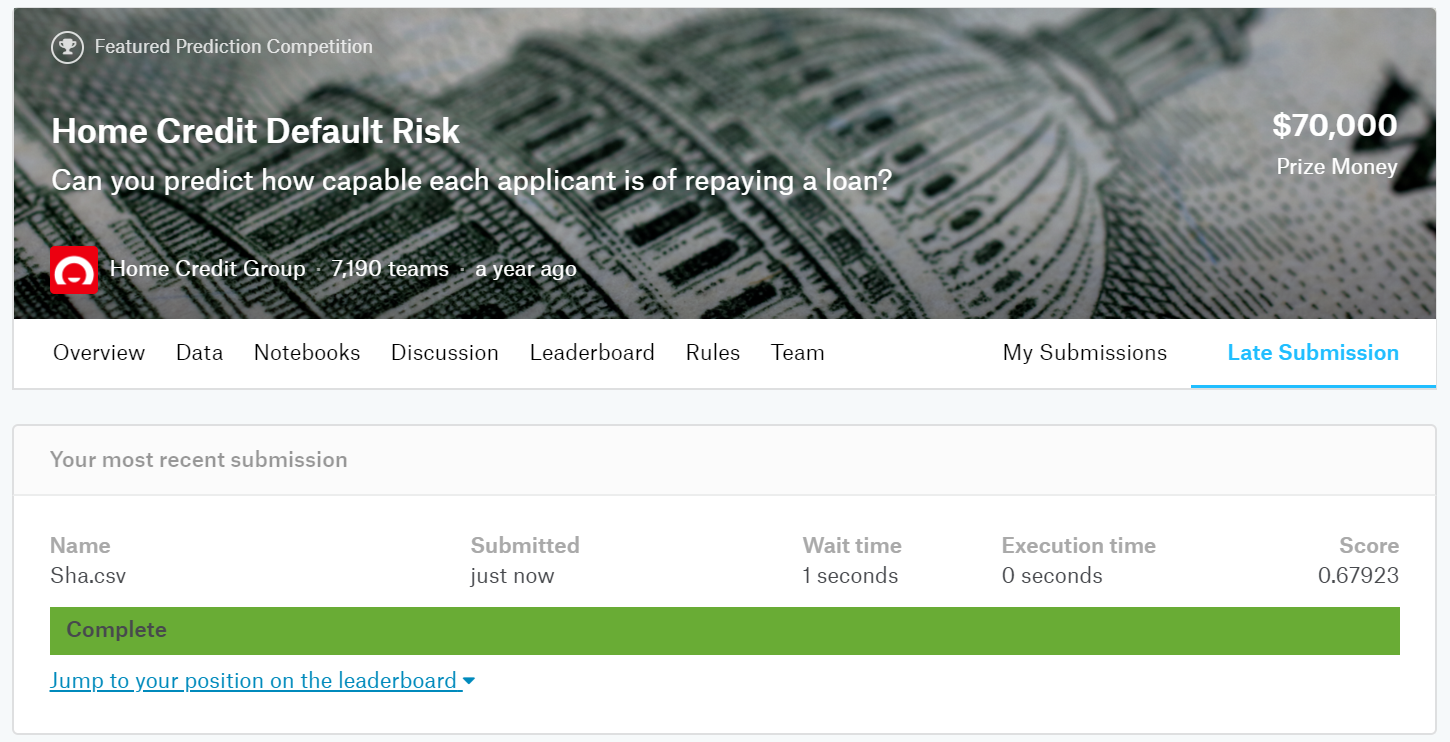 Featured Prediction Competition
Home Credit Default Risk
Can you predict how capable each applicant is of repaying a loan?
$70,000
Prize Money
Home Credit Group · 7,190 teams · a year ago
Overview Data Notebooks Discussion Leaderboard Rules Team My Submissions Late Submission
Your most recent submission
Name Submitted Wait time Execution time Score
Sha.csv just now 1 seconds 0 seconds 0.67923
Complete
Jump to your position on the leaderboard